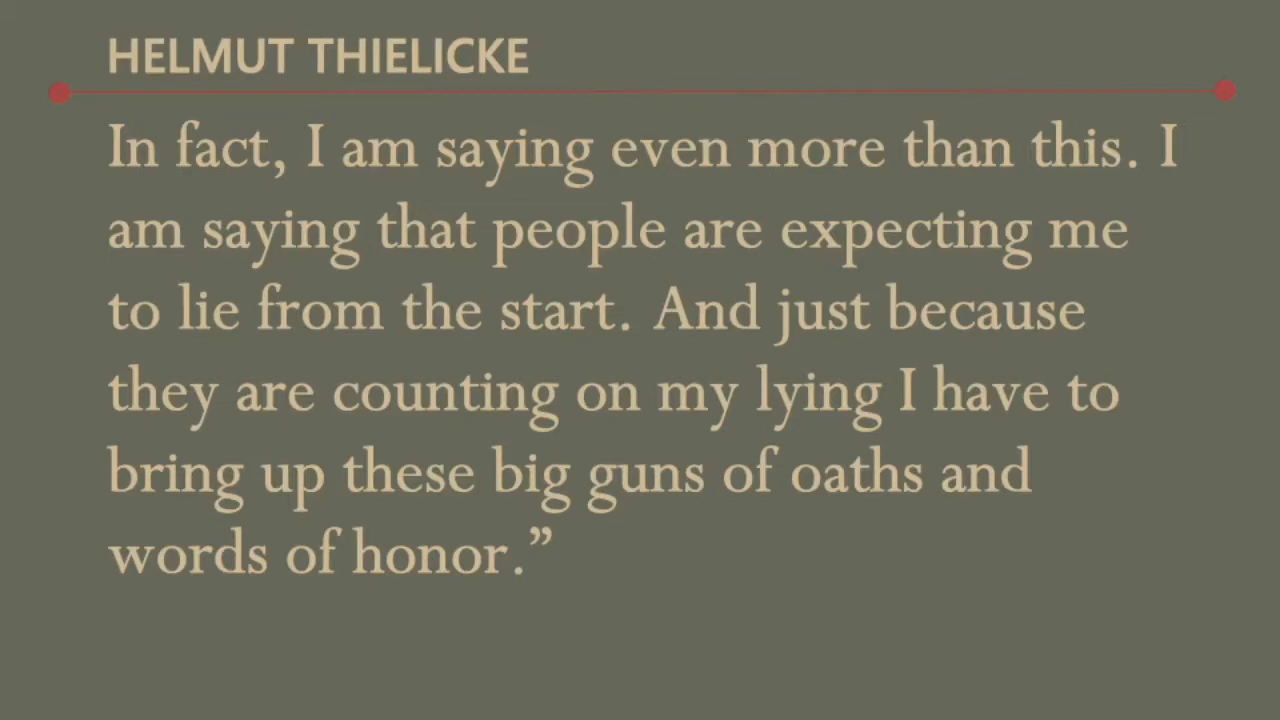 HELMUT THIELICKE
In fact, I am saying even more than this. I
am saying that people are expecting me
to lie from the start. And just because
they are counting on my lying I have to
bring up these big guns of oaths and
words of honor.”